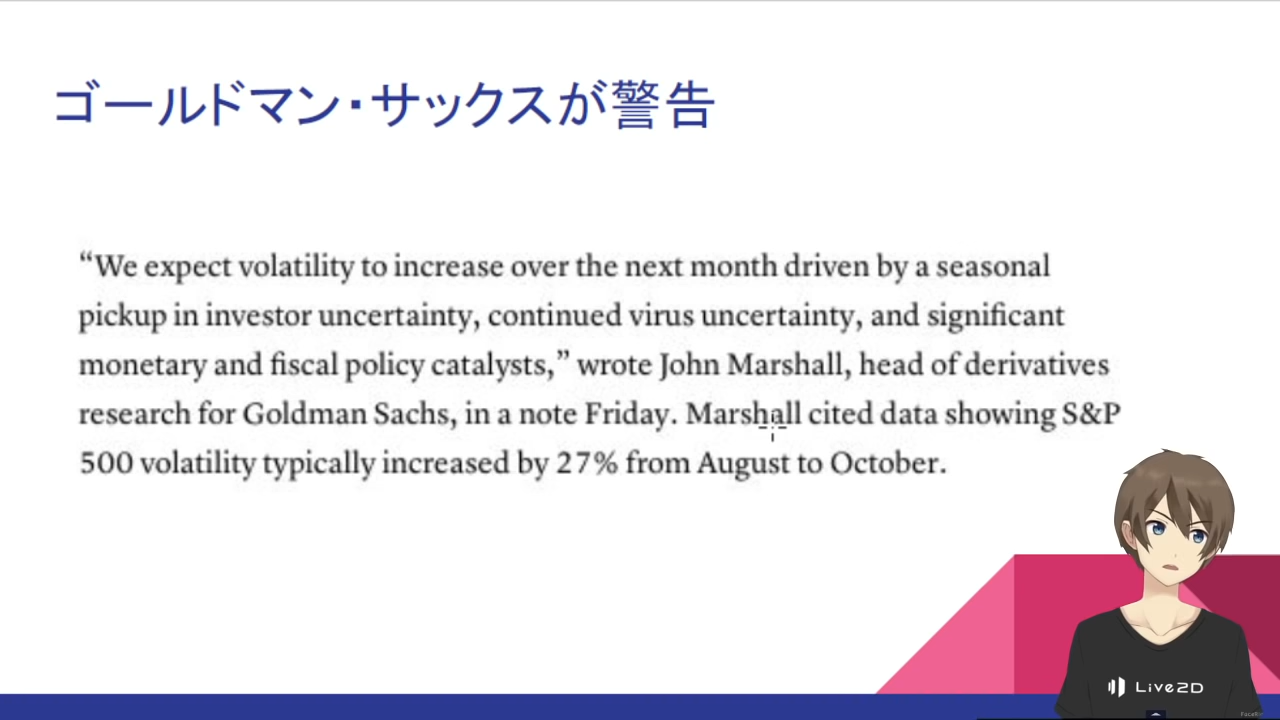 ゴールドマン・サックスが警告
“We expect volatility to increase over the next month driven by a seasonal
pickup in investor uncertainty, continued virus uncertainty, and significant
monetary and fiscal policy catalysts,” wrote John Marshall, head of derivatives
research for Goldman Sachs, in a note Friday. Marshall cited data showing S&P
500 volatility typically increased by 27% from August to October.
Live2D